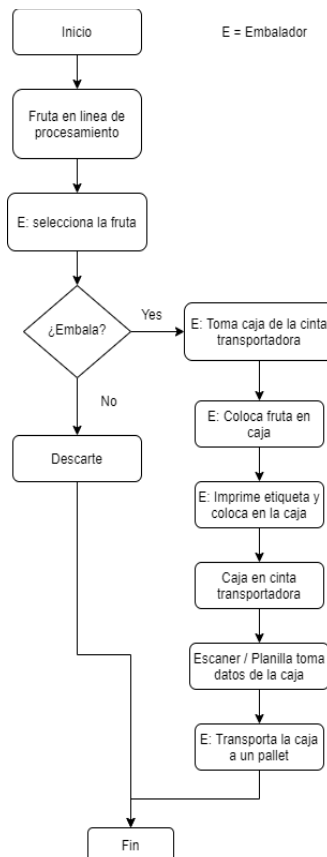 Inicio
E = Embalador
Fruta en linea de
procesamiento
E: selecciona la fruta
¿Embala?
Yes
E: Toma caja de la cinta
transportadora
No
E: Coloca fruta en
caja
Descarte
E: Imprime etiqueta y
coloca en la caja
Caja en cinta
transportadora
Escaner / Planilla toma
datos de la caja
E: Transporta la caja
a un pallet
Fin